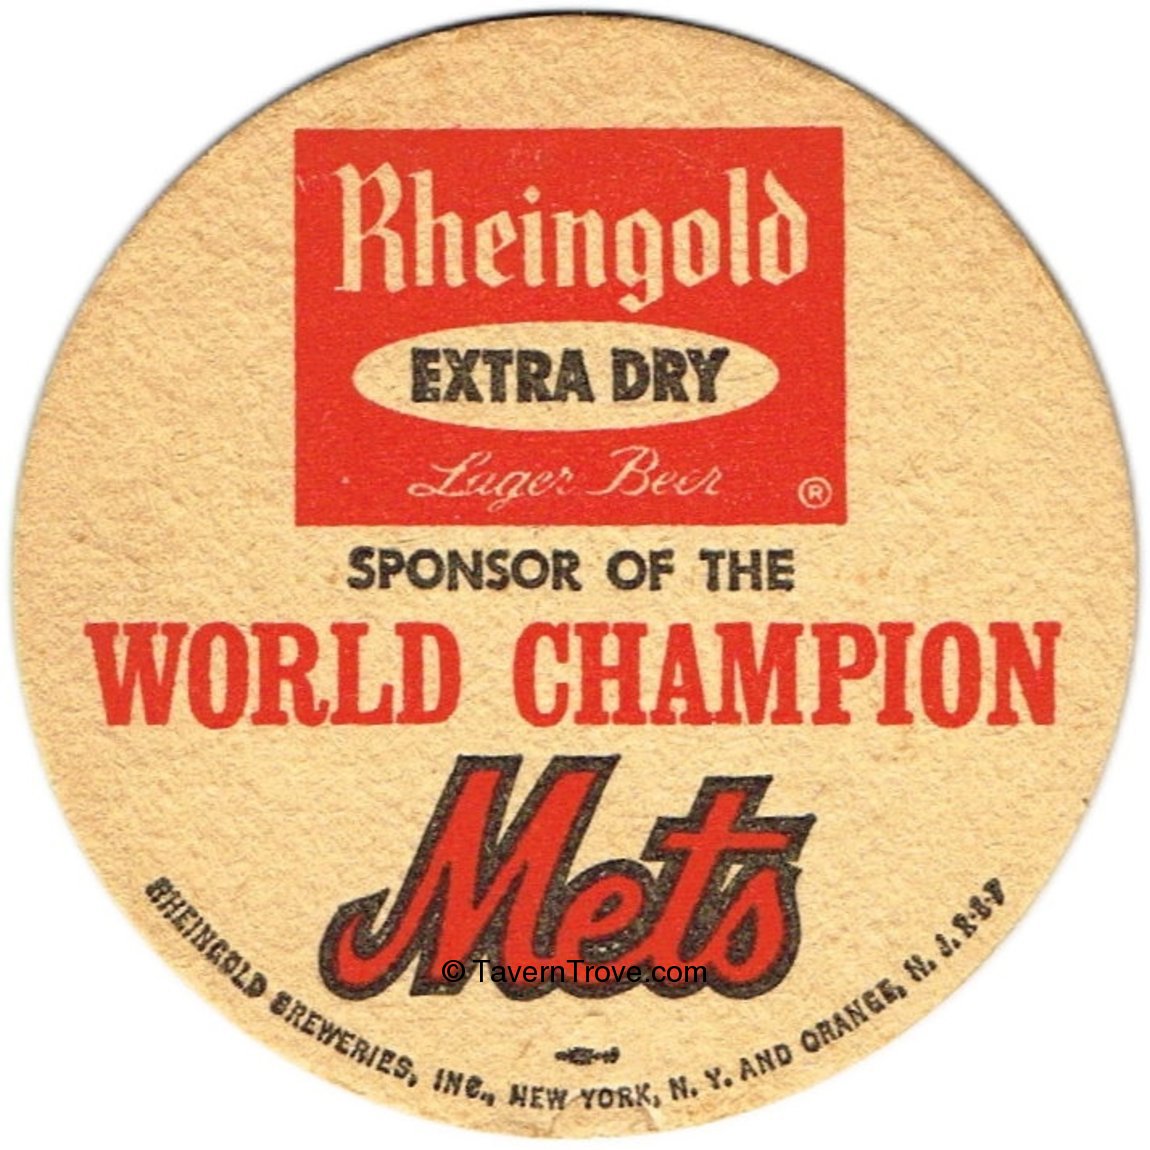 Rheingold
EXTRA DRY
Lager Beer ®
SPONSOR OF THE
WORLD CHAMPION
Mets
© TavernTrove.com
RHEINGOLD BREWERIES, INC., NEW YORK, N. Y. AND ORANGE, N. J.